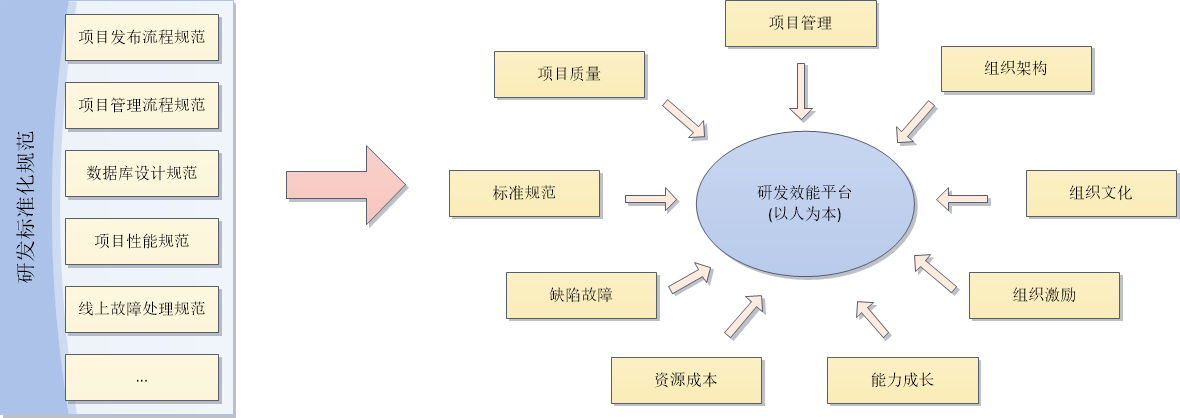 研发标准化规范
项目发布流程规范
项目管理流程规范
数据库设计规范
项目性能规范
线上故障处理规范
...
项目管理
项目质量
组织架构
标准规范
研发效能平台
(以人为本)
组织文化
缺陷故障
组织激励
资源成本
能力成长